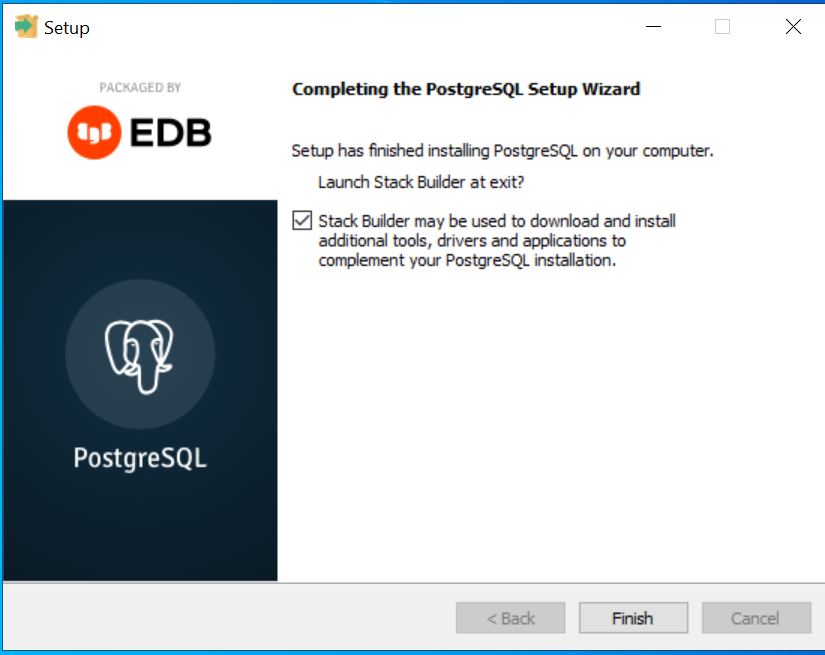 Setup
PACKAGED BY
EDB
PostgreSQL
Completing the PostgreSQL Setup Wizard
Setup has finished installing PostgreSQL on your computer.
Launch Stack Builder at exit?
Stack Builder may be used to download and install
additional tools, drivers and applications to
complement your PostgreSQL installation.
< Back
Finish
Cancel